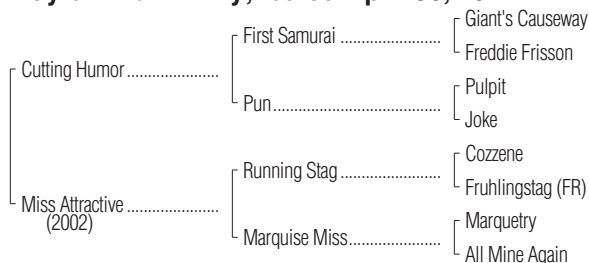 Giant's Causeway
First Samurai
Freddie Frisson
Cutting Humor
Pulpit
Pun
Joke
Cozzene
Running Stag
Fruhlingstag (FR)
Miss Attractive
(2002)
Marquetry
Marquise Miss
All Mine Again